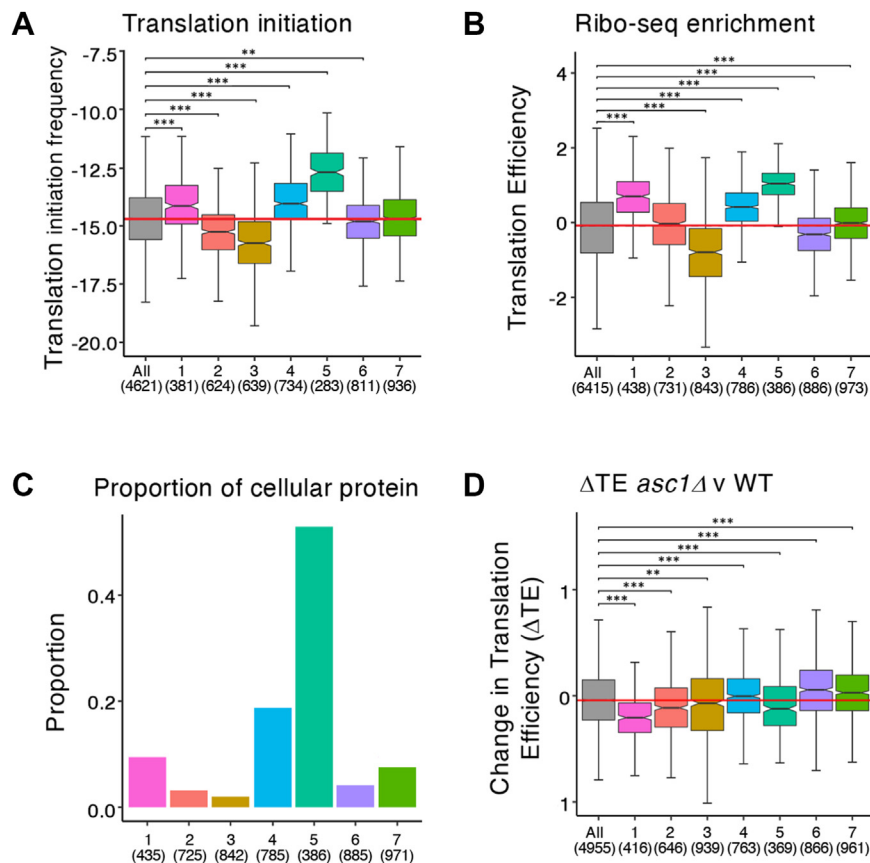 A Translation initiation
Translation initiation frequency
-7.5
-10.0
-12.5
-15.0
-17.5
-20.0
**
***
***
***
***
***
All 1 2 3 4 5 6 7
(4621) (381) (624) (639) (734) (283) (811) (936)
B Ribo-seq enrichment
Translation Efficiency
4
2
0
-2
***
***
***
***
***
***
All 1 2 3 4 5 6 7
(6415) (438) (731) (843) (786) (386) (886) (973)
C Proportion of cellular protein
Proportion
0.4
0.2
0.0
1 2 3 4 5 6 7
(435) (725) (842) (785) (386) (885) (971)
D ΔTE asc1Δ v WT
Change in Translation
Efficiency (ΔTE)
1
0
1
***
***
***
***
**
***
***
All 1 2 3 4 5 6 7
(4955) (416) (646) (939) (763) (369) (866) (961)